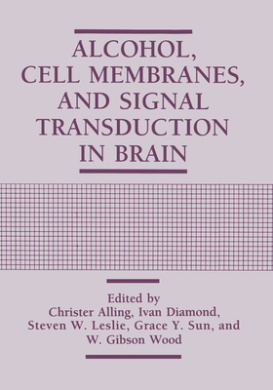 ALCOHOL,
CELL MEMBRANES,
AND SIGNAL
TRANSDUCTION
IN BRAIN
Edited by
Christer Alling, Ivan Diamond,
Steven W. Leslie, Grace Y. Sun, and
W. Gibson Wood